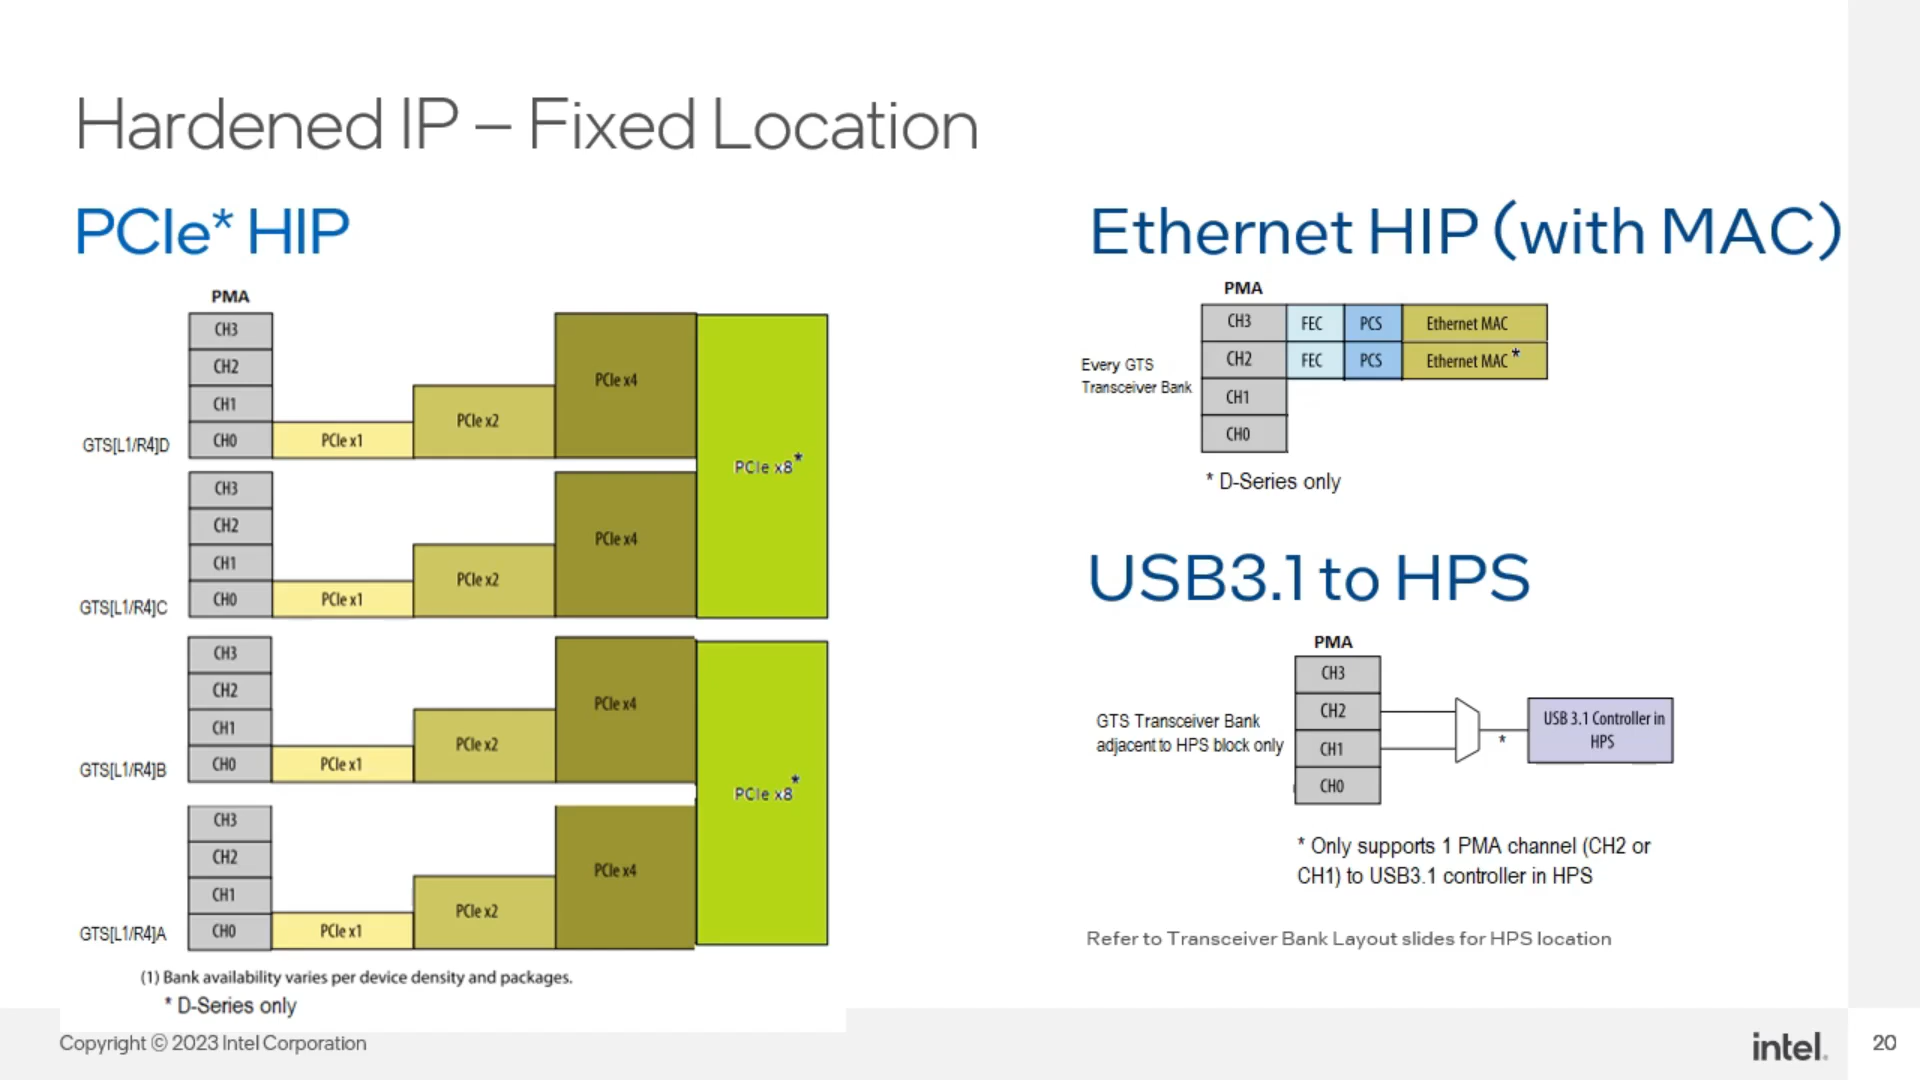 Hardened IP – Fixed Location
PCIe* HIP
PMA
CH3
CH2
CH1
CH0
GTS[L1/R4]D
PCIe x1
PCIe x2
PCIe x4
PCIe x8*
CH3
CH2
CH1
CH0
GTS[L1/R4]C
PCIe x1
PCIe x2
PCIe x4
CH3
CH2
CH1
CH0
GTS[L1/R4]B
PCIe x1
PCIe x2
PCIe x4
PCIe x8*
CH3
CH2
CH1
CH0
GTS[L1/R4]A
PCIe x1
PCIe x2
PCIe x4
(1) Bank availability varies per device density and packages.
* D-Series only
Ethernet HIP (with MAC)
PMA
CH3 FEC PCS Ethernet MAC
CH2 FEC PCS Ethernet MAC*
CH1
CH0
Every GTS
Transceiver Bank
* D-Series only
USB3.1 to HPS
PMA
CH3
CH2
CH1
CH0
GTS Transceiver Bank
adjacent to HPS block only
*
USB 3.1 Controller in
HPS
* Only supports 1 PMA channel (CH2 or
CH1) to USB3.1 controller in HPS
Refer to Transceiver Bank Layout slides for HPS location
Copyright © 2023 Intel Corporation
intel.
20